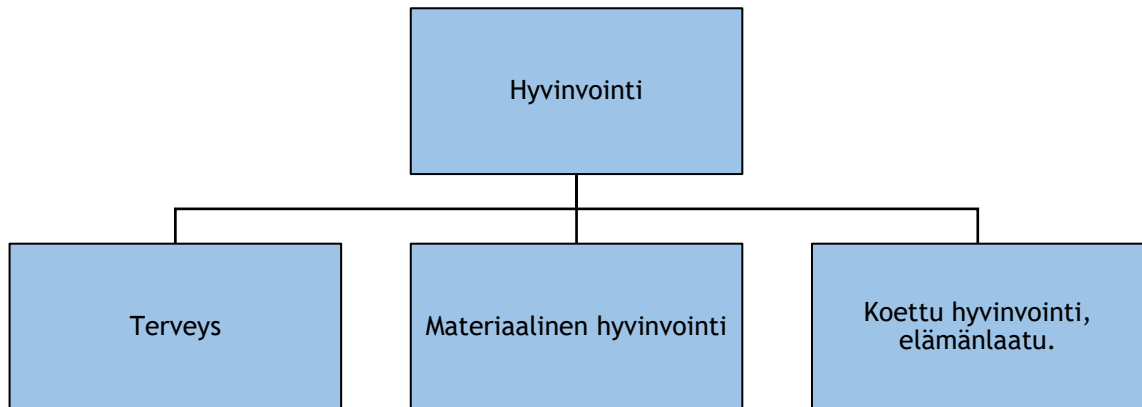 Hyvinvointi
Terveys
Materiaalinen hyvinvointi
Koettu hyvinvointi,
elämänlaatu.